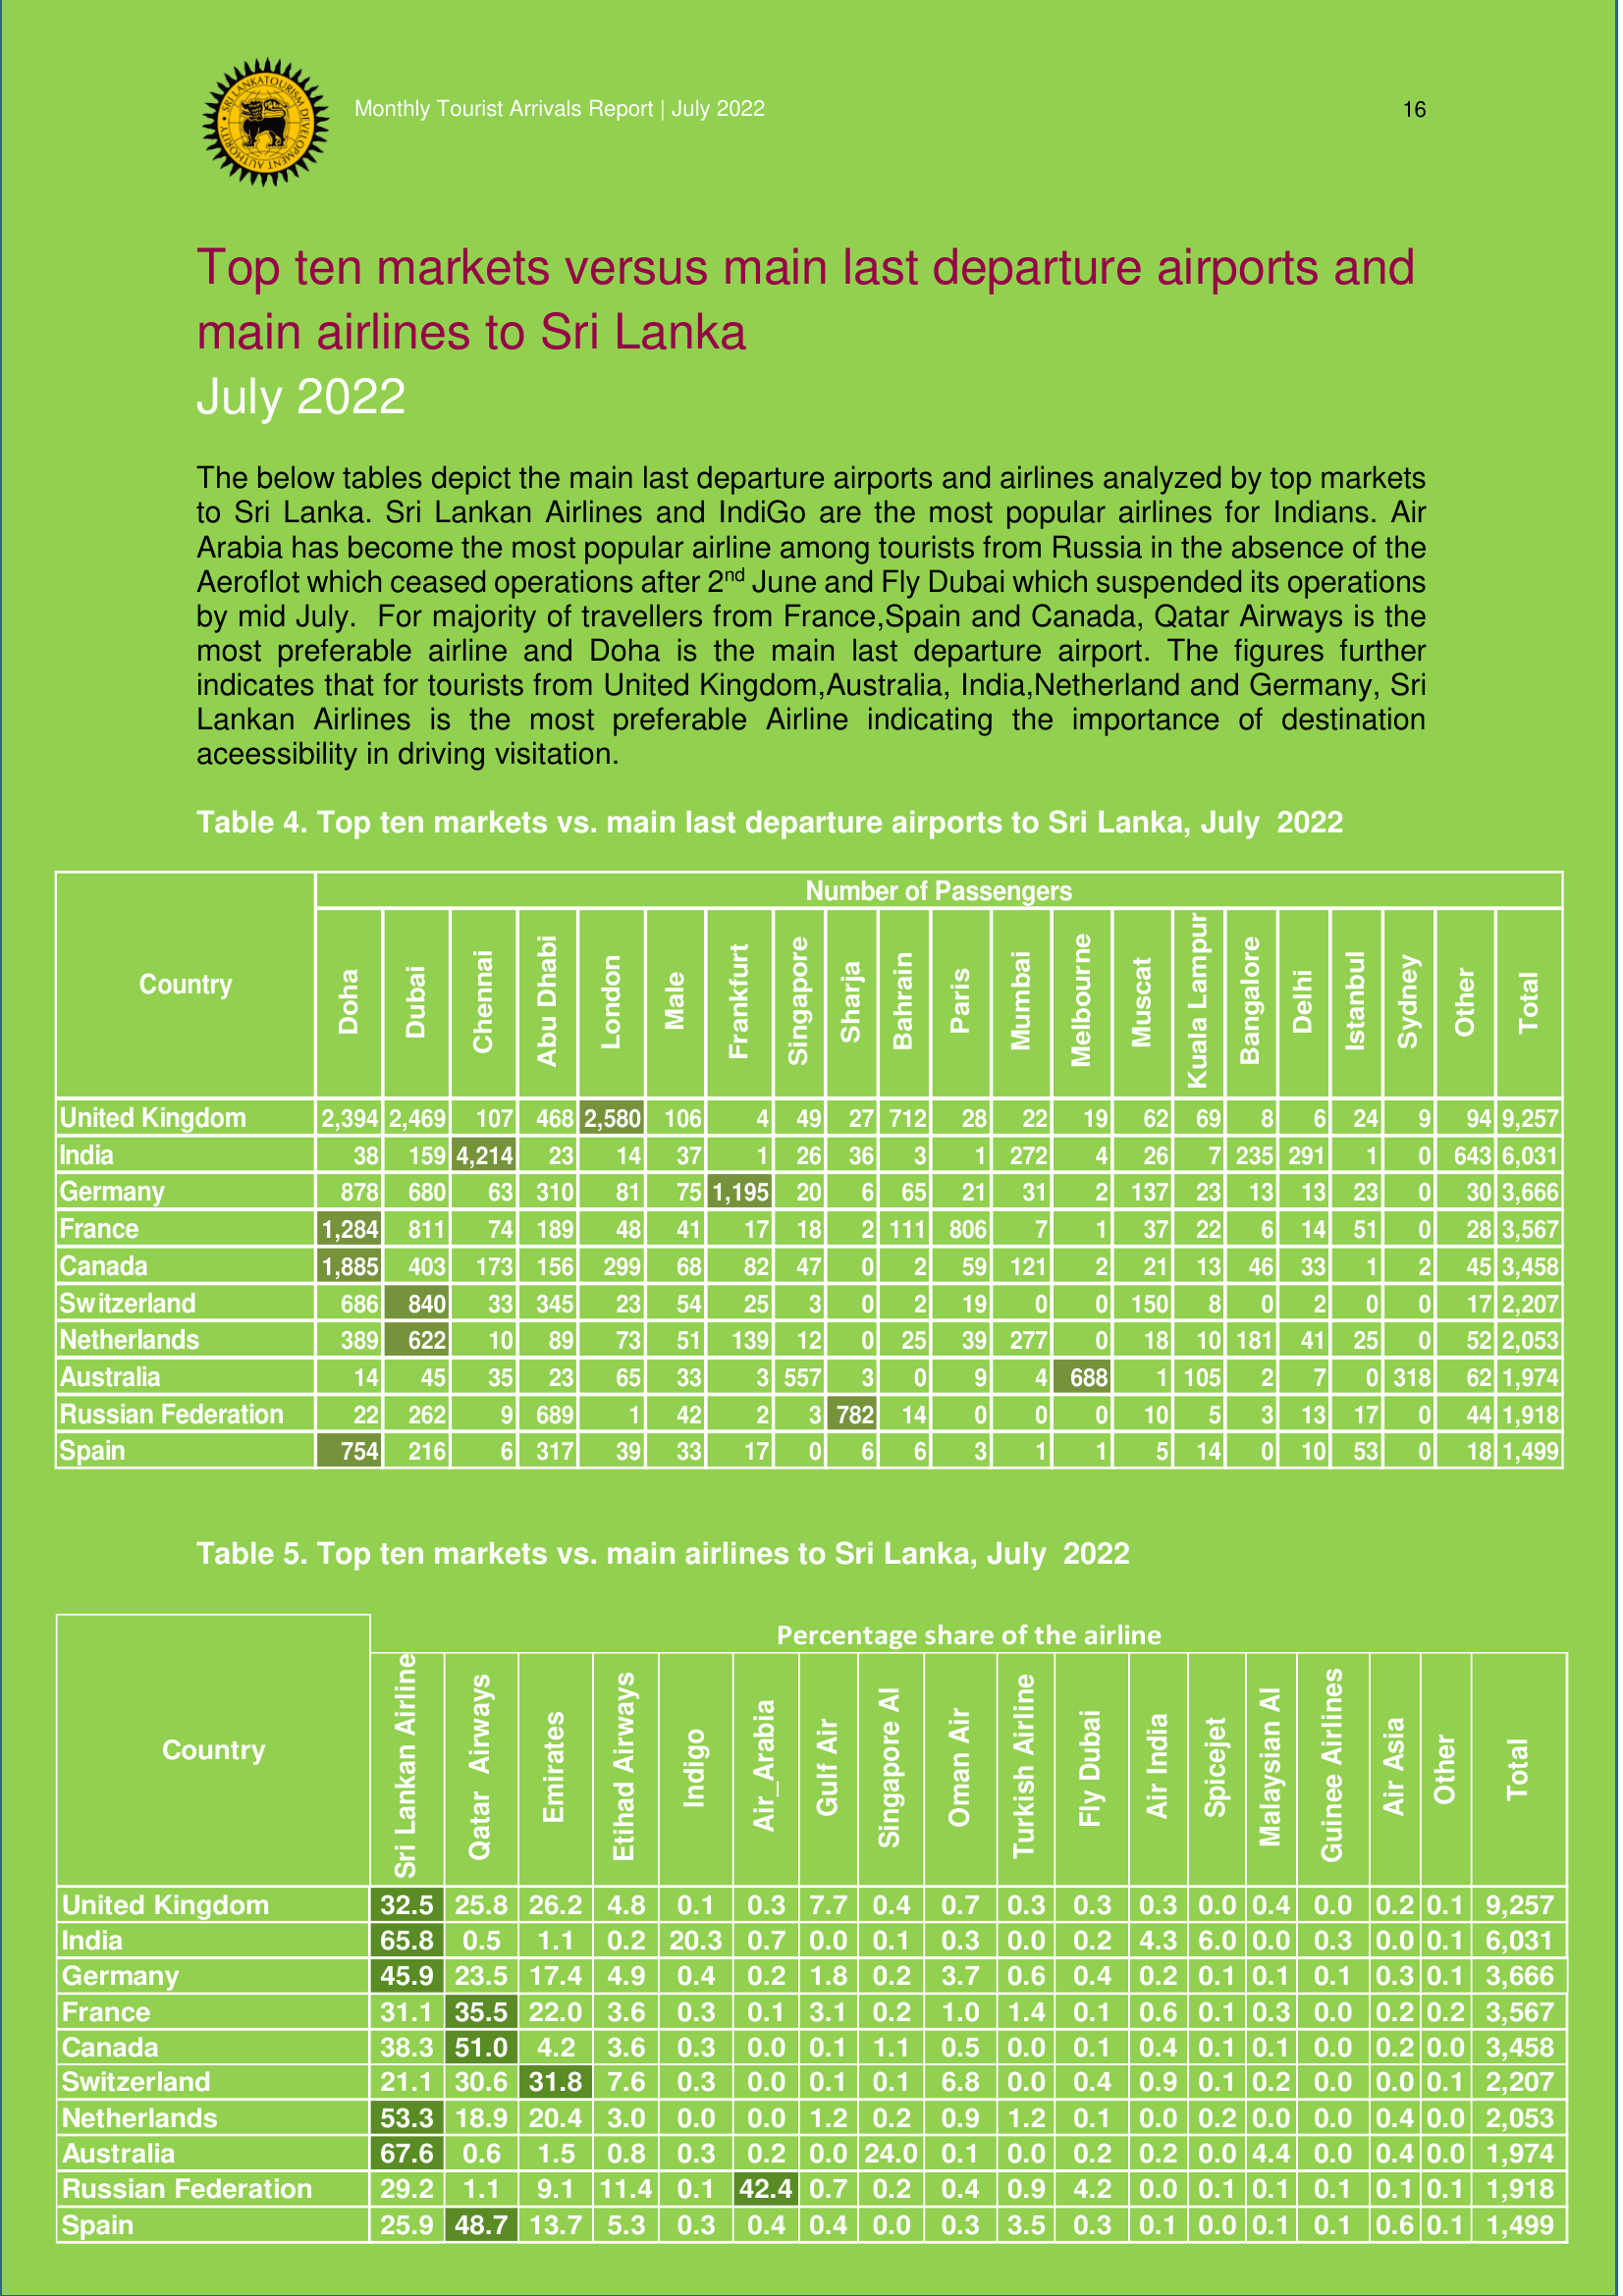 SRI LANKA TOURISM DEVELOPMENT AUTHORITY
Monthly Tourist Arrivals Report | July 2022
16
Top ten markets versus main last departure airports and
main airlines to Sri Lanka
July 2022
The below tables depict the main last departure airports and airlines analyzed by top markets
to Sri Lanka. Sri Lankan Airlines and IndiGo are the most popular airlines for Indians. Air
Arabia has become the most popular airline among tourists from Russia in the absence of the
Aeroflot which ceased operations after 2nd June and Fly Dubai which suspended its operations
by mid July. For majority of travellers from France,Spain and Canada, Qatar Airways is the
most preferable airline and Doha is the main last departure airport. The figures further
indicates that for tourists from United Kingdom,Australia, India,Netherland and Germany, Sri
Lankan Airlines is the most preferable Airline indicating the importance of destination
aceessibility in driving visitation.
Table 4. Top ten markets vs. main last departure airports to Sri Lanka, July 2022
Number of Passengers
Country Doha Dubai Chennai Abu Dhabi London Male Frankfurt Singapore Sharja Bahrain Paris Mumbai Melbourne Muscat Kuala Lampur Bangalore Delhi Istanbul Sydney Other Total
United Kingdom 2,394 2,469 107 468 2,580 106 4 49 27 712 28 22 19 62 69 8 6 24 9 94 9,257
India 38 159 4,214 23 14 37 1 26 36 3 1 272 4 26 7 235 291 1 0 643 6,031
Germany 878 680 63 310 81 75 1,195 20 6 65 21 31 2 137 23 13 13 23 0 30 3,666
France 1,284 811 74 189 48 41 17 18 2 111 806 7 1 37 22 6 14 51 0 28 3,567
Canada 1,885 403 173 156 299 68 82 47 0 2 59 121 2 21 13 46 33 1 2 45 3,458
Switzerland 686 840 33 345 23 54 25 3 0 2 19 0 0 150 8 0 2 0 0 17 2,207
Netherlands 389 622 10 89 73 51 139 12 0 25 39 277 0 18 10 181 41 25 0 52 2,053
Australia 14 45 35 23 65 33 3 557 3 0 9 4 688 1 105 2 7 0 318 62 1,974
Russian Federation 22 262 9 689 1 42 2 3 782 14 0 0 0 10 5 3 13 17 0 44 1,918
Spain 754 216 6 317 39 33 17 0 6 6 3 1 1 5 14 0 10 53 0 18 1,499
Table 5. Top ten markets vs. main airlines to Sri Lanka, July 2022
Percentage share of the airline
Country Sri Lankan Airline Qatar Airways Emirates Etihad Airways Indigo Air_Arabia Gulf Air Singapore Al Oman Air Turkish Airline Fly Dubai Air India Spicejet Malaysian Al Guinee Airlines Air Asia Other Total
United Kingdom 32.5 25.8 26.2 4.8 0.1 0.3 7.7 0.4 0.7 0.3 0.3 0.3 0.0 0.4 0.0 0.2 0.1 9,257
India 65.8 0.5 1.1 0.2 20.3 0.7 0.0 0.1 0.3 0.0 0.2 4.3 6.0 0.0 0.3 0.0 0.1 6,031
Germany 45.9 23.5 17.4 4.9 0.4 0.2 1.8 0.2 3.7 0.6 0.4 0.2 0.1 0.1 0.1 0.3 0.1 3,666
France 31.1 35.5 22.0 3.6 0.3 0.1 3.1 0.2 1.0 1.4 0.1 0.6 0.1 0.3 0.0 0.2 0.2 3,567
Canada 38.3 51.0 4.2 3.6 0.3 0.0 0.1 1.1 0.5 0.0 0.1 0.4 0.1 0.1 0.0 0.2 0.0 3,458
Switzerland 21.1 30.6 31.8 7.6 0.3 0.0 0.1 0.1 6.8 0.0 0.4 0.9 0.1 0.2 0.0 0.0 0.1 2,207
Netherlands 53.3 18.9 20.4 3.0 0.0 0.0 1.2 0.2 0.9 1.2 0.1 0.0 0.2 0.0 0.0 0.4 0.0 2,053
Australia 67.6 0.6 1.5 0.8 0.3 0.2 0.0 24.0 0.1 0.0 0.2 0.2 0.0 4.4 0.0 0.4 0.0 1,974
Russian Federation 29.2 1.1 9.1 11.4 0.1 42.4 0.7 0.2 0.4 0.9 4.2 0.0 0.1 0.1 0.1 0.1 0.1 1,918
Spain 25.9 48.7 13.7 5.3 0.3 0.4 0.4 0.0 0.3 3.5 0.3 0.1 0.0 0.1 0.1 0.6 0.1 1,499